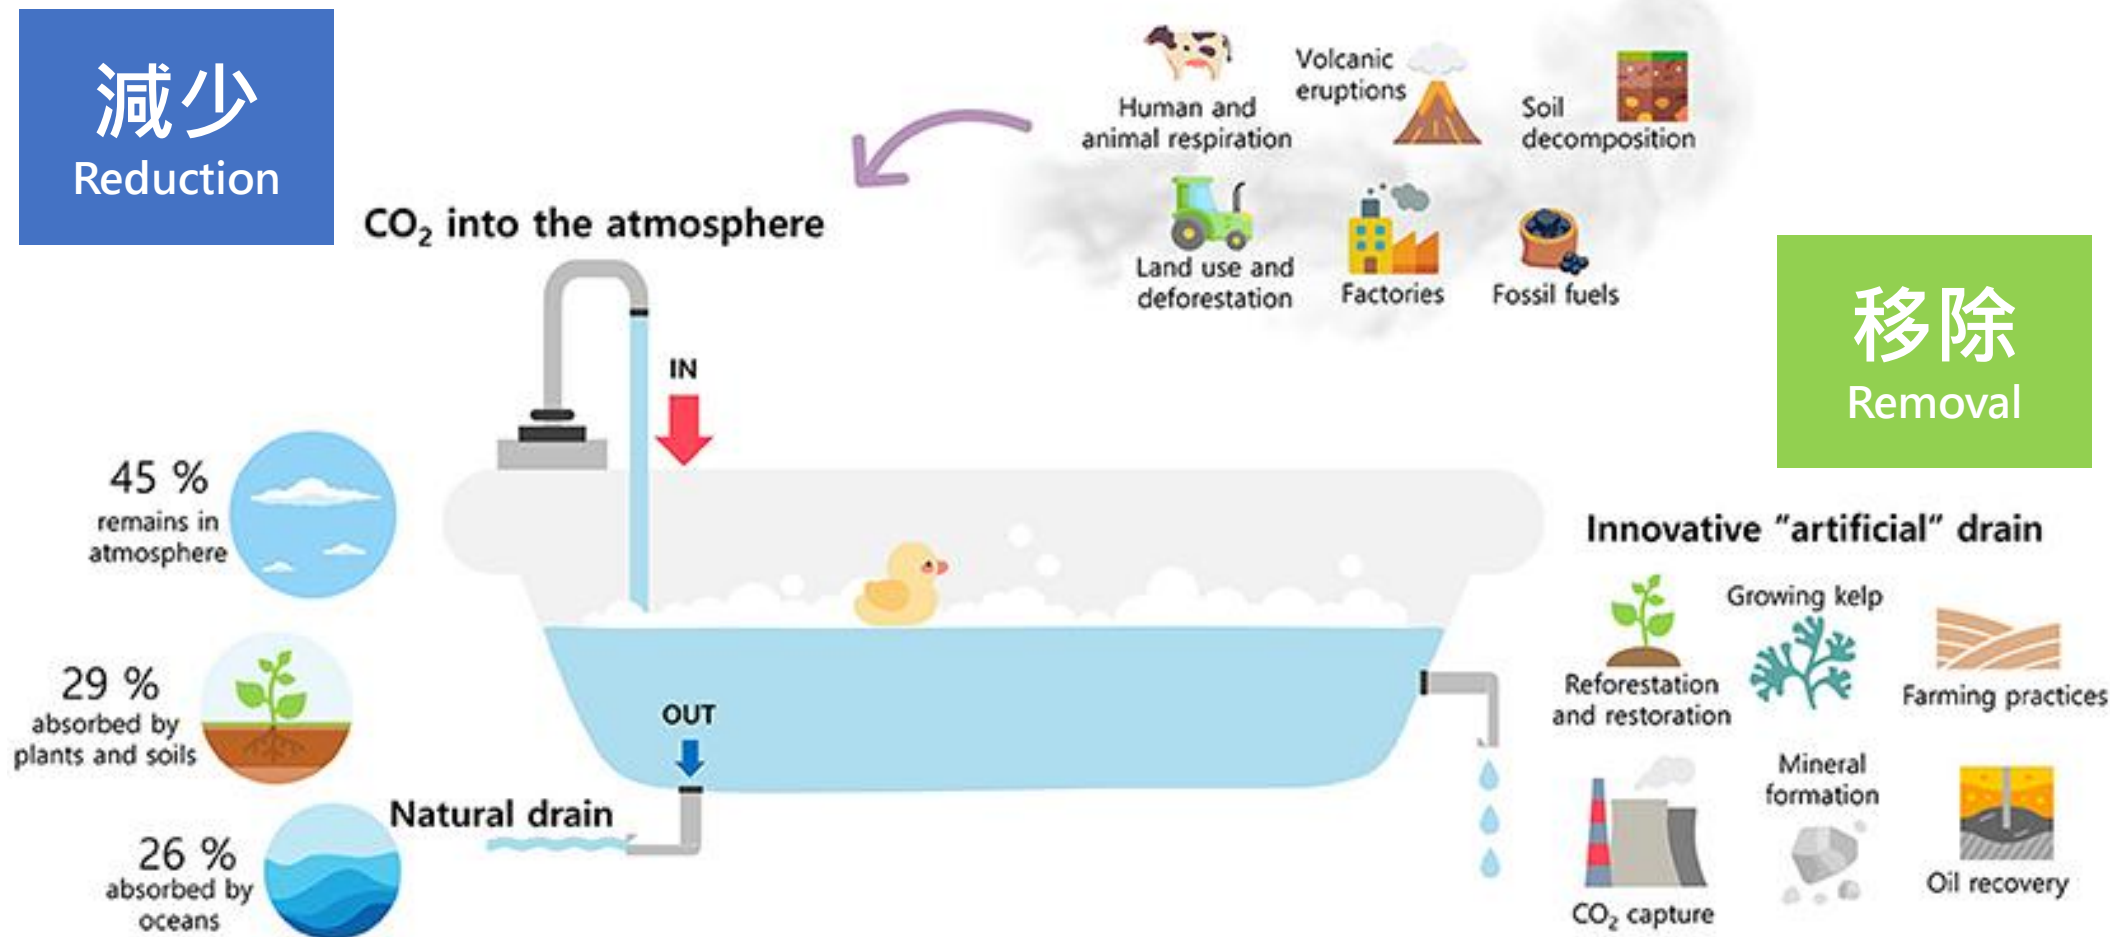 減少
Reduction
CO₂ into the atmosphere
Human and
animal respiration
Volcanic
eruptions
Soil
decomposition
Land use and
deforestation
Factories
Fossil fuels
移除
Removal
IN
45 %
remains in
atmosphere
29 %
absorbed by
plants and soils
26 %
absorbed by
oceans
OUT
Natural drain
Innovative “artificial” drain
Reforestation
and restoration
Growing kelp
Farming practices
CO₂ capture
Mineral
formation
Oil recovery